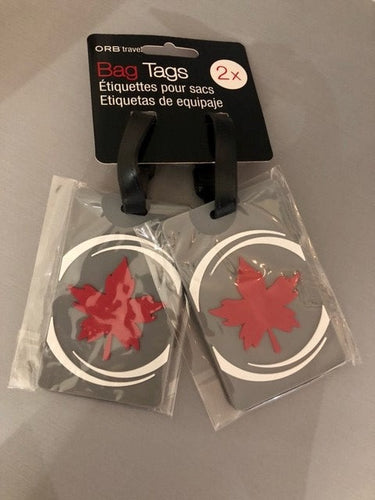 ORB travel
Bag Tags
2x
Étiquettes pour sacs
Etiquetas de equipaje